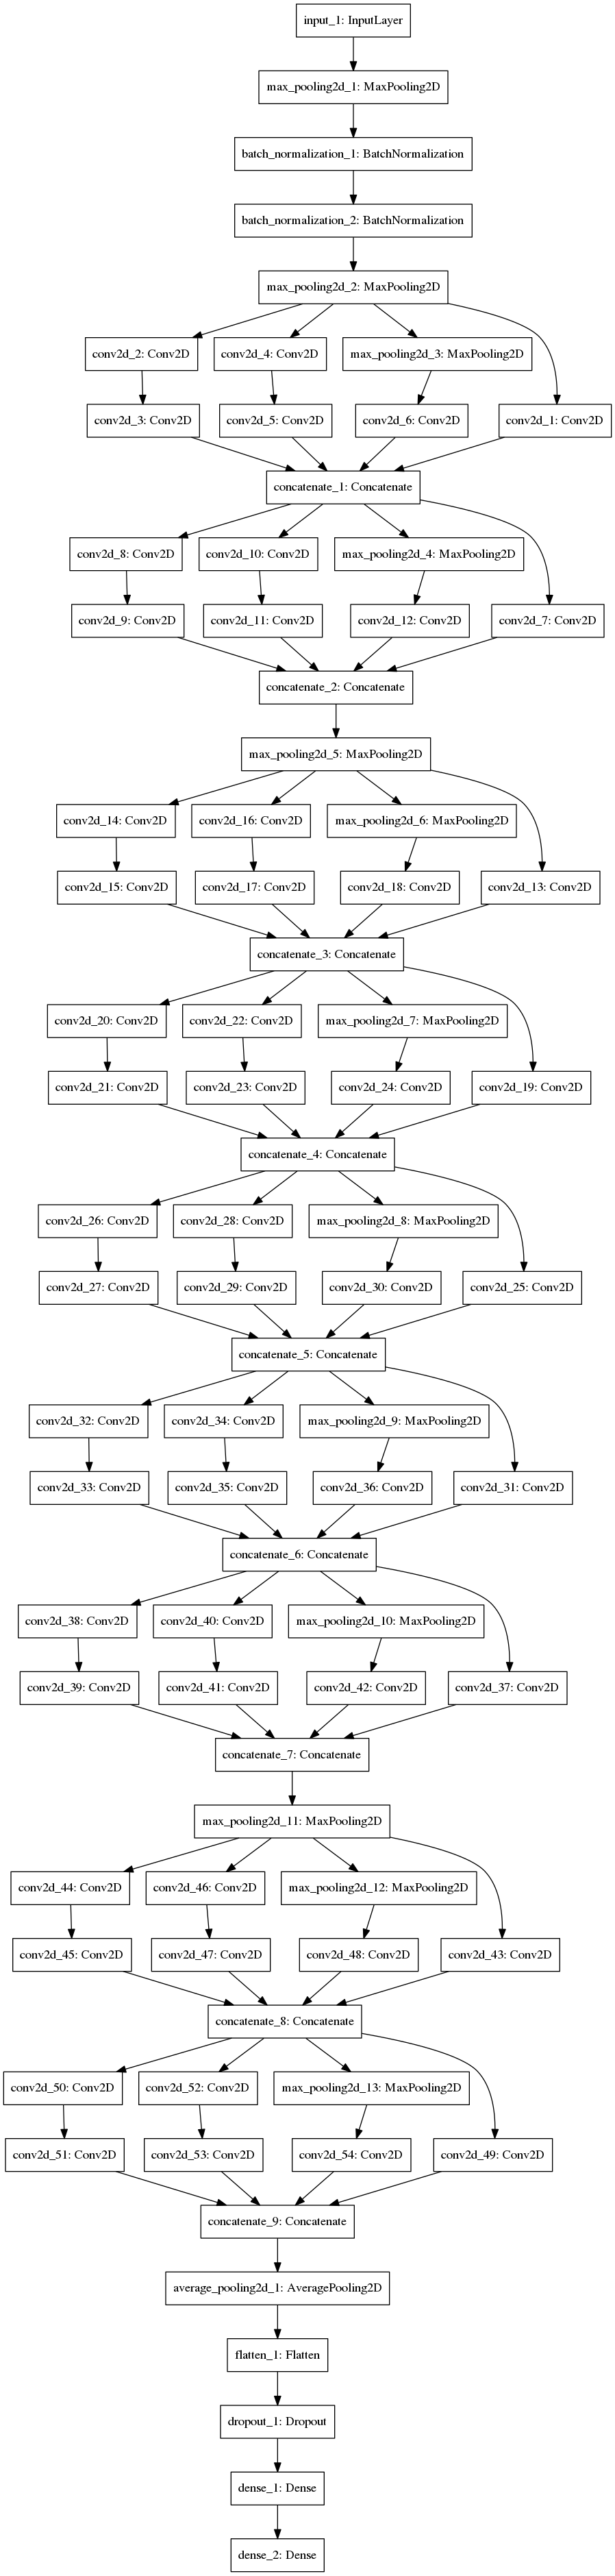 input_1: InputLayer
max_pooling2d_1: MaxPooling2D
batch_normalization_1: BatchNormalization
batch_normalization_2: BatchNormalization
max_pooling2d_2: MaxPooling2D
conv2d_2: Conv2D
conv2d_4: Conv2D
max_pooling2d_3: MaxPooling2D
conv2d_3: Conv2D
conv2d_5: Conv2D
conv2d_6: Conv2D
conv2d_1: Conv2D
concatenate_1: Concatenate
conv2d_8: Conv2D
conv2d_10: Conv2D
max_pooling2d_4: MaxPooling2D
conv2d_9: Conv2D
conv2d_11: Conv2D
conv2d_12: Conv2D
conv2d_7: Conv2D
concatenate_2: Concatenate
max_pooling2d_5: MaxPooling2D
conv2d_14: Conv2D
conv2d_16: Conv2D
max_pooling2d_6: MaxPooling2D
conv2d_15: Conv2D
conv2d_17: Conv2D
conv2d_18: Conv2D
conv2d_13: Conv2D
concatenate_3: Concatenate
conv2d_20: Conv2D
conv2d_22: Conv2D
max_pooling2d_7: MaxPooling2D
conv2d_21: Conv2D
conv2d_23: Conv2D
conv2d_24: Conv2D
conv2d_19: Conv2D
concatenate_4: Concatenate
conv2d_26: Conv2D
conv2d_28: Conv2D
max_pooling2d_8: MaxPooling2D
conv2d_27: Conv2D
conv2d_29: Conv2D
conv2d_30: Conv2D
conv2d_25: Conv2D
concatenate_5: Concatenate
conv2d_32: Conv2D
conv2d_34: Conv2D
max_pooling2d_9: MaxPooling2D
conv2d_33: Conv2D
conv2d_35: Conv2D
conv2d_36: Conv2D
conv2d_31: Conv2D
concatenate_6: Concatenate
conv2d_38: Conv2D
conv2d_40: Conv2D
max_pooling2d_10: MaxPooling2D
conv2d_39: Conv2D
conv2d_41: Conv2D
conv2d_42: Conv2D
conv2d_37: Conv2D
concatenate_7: Concatenate
max_pooling2d_11: MaxPooling2D
conv2d_44: Conv2D
conv2d_46: Conv2D
max_pooling2d_12: MaxPooling2D
conv2d_45: Conv2D
conv2d_47: Conv2D
conv2d_48: Conv2D
conv2d_43: Conv2D
concatenate_8: Concatenate
conv2d_50: Conv2D
conv2d_52: Conv2D
max_pooling2d_13: MaxPooling2D
conv2d_51: Conv2D
conv2d_53: Conv2D
conv2d_54: Conv2D
conv2d_49: Conv2D
concatenate_9: Concatenate
average_pooling2d_1: AveragePooling2D
flatten_1: Flatten
dropout_1: Dropout
dense_1: Dense
dense_2: Dense